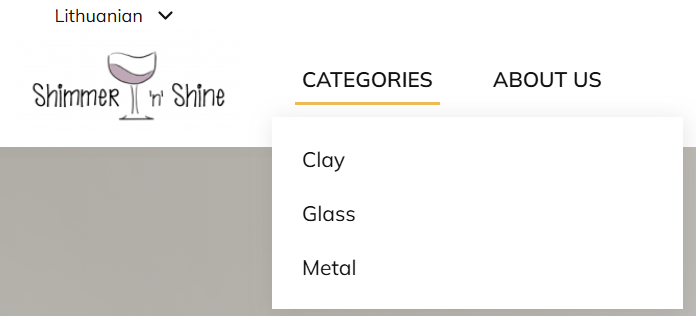 Lithuanian
Shimmer 'n' Shine
CATEGORIES
ABOUT US
Clay
Glass
Metal